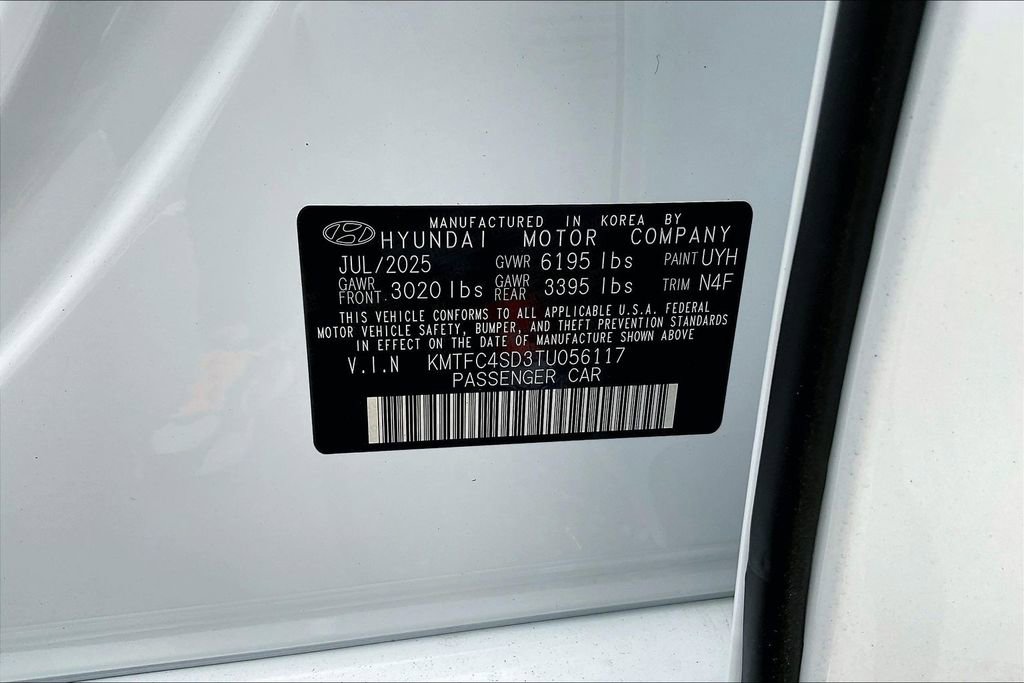 MANUFACTURED IN KOREA BY
HYUNDAI MOTOR COMPANY
JUL/2025 GVWR 6195 lbs PAINT UYH
GAWR FRONT. 3020 lbs GAWR REAR 3395 lbs TRIM N4F
THIS VEHICLE CONFORMS TO ALL APPLICABLE U.S.A. FEDERAL
MOTOR VEHICLE SAFETY, BUMPER, AND THEFT PREVENTION STANDARDS
IN EFFECT ON THE DATE OF MANUFACTURE SHOWN ABOVE
V.I.N KMTFC4SD3TU056117
PASSENGER CAR